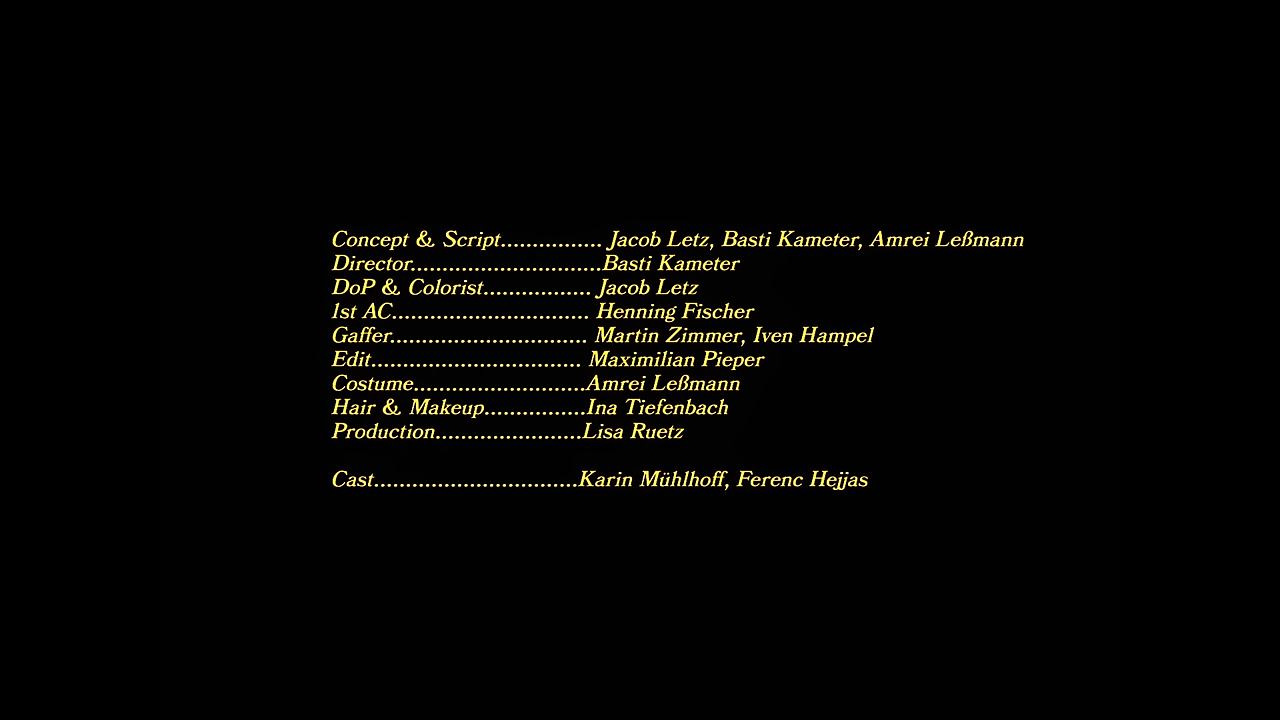 Concept & Script................ Jacob Letz, Basti Kameter, Amrei Leßmann
Director..............................Basti Kameter
DoP & Colorist................. Jacob Letz
1st AC............................... Henning Fischer
Gaffer............................... Martin Zimmer, Iven Hampel
Edit................................. Maximilian Pieper
Costume...........................Amrei Leßmann
Hair & Makeup................Ina Tiefenbach
Production.......................Lisa Ruetz
Cast................................Karin Mühlhoff, Ferenc Hejjas